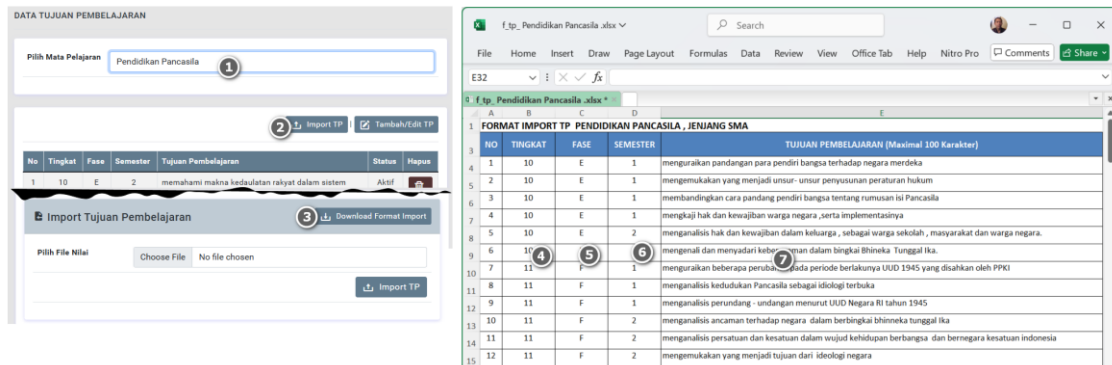 DATA TUJUAN PEMBELAJARAN
Pilih Mata Pelajaran
Pendidikan Pancasila
1
2
Import TP
Tambah/Edit TP
No Tingkat Fase Semester Tujuan Pembelajaran Status Hapus
1 10 E 2 memahami makna kedaulatan rakyat dalam sistem Aktif
Import Tujuan Pembelajaran
3
Download Format Import
Pilih File Nilai
Choose File No file chosen
Import TP
f_tp_ Pendidikan Pancasila .xlsx
Search
File Home Insert Draw Page Layout Formulas Data Review View Office Tab Help Nitro Pro Comments Share
E32 fx
f_tp_ Pendidikan Pancasila .xlsx *
A B C D E
1 FORMAT IMPORT TP PENDIDIKAN PANCASILA , JENJANG SMA
3 NO TINGKAT FASE SEMESTER TUJUAN PEMBELAJARAN (Maximal 100 Karakter)
4 1 10 E 1 menguraikan pandangan para pendiri bangsa terhadap negara merdeka
5 2 10 E 1 mengemukakan yang menjadi unsur- unsur penyusunan peraturan hukum
6 3 10 E 1 membandingkan cara pandang pendiri bangsa tentang rumusan isi Pancasila
7 4 10 E 1 mengkaji hak dan kewajiban warga negara ,serta implementasinya
8 5 10 E 2 menganalisis hak dan kewajiban dalam keluarga , sebagai warga sekolah , masyarakat dan warga negara.
9 6 mengenali dan menyadari dalam bingkai Bhineka Tunggal Ika.
4
5
6
7
10 7 11 F 1 menguraikan beberapa periode berlakunya UUD 1945 yang disahkan oleh PPKI
11 8 11 F 1 menganalisis kedudukan Pancasila sebagai idiologi terbuka
12 9 11 F 1 menganalisis perundang - undangan menurut UUD Negara RI tahun 1945
13 10 11 F 2 menganalisis ancaman terhadap negara dalam berbingkai bhinneka tunggal Ika
14 11 11 F 2 menganalisis persatuan dan kesatuan dalam wujud kehidupan berbangsa dan bernegara kesatuan indonesia
15 12 11 F 2 mengemukakan yang menjadi tujuan dari ideologi negara